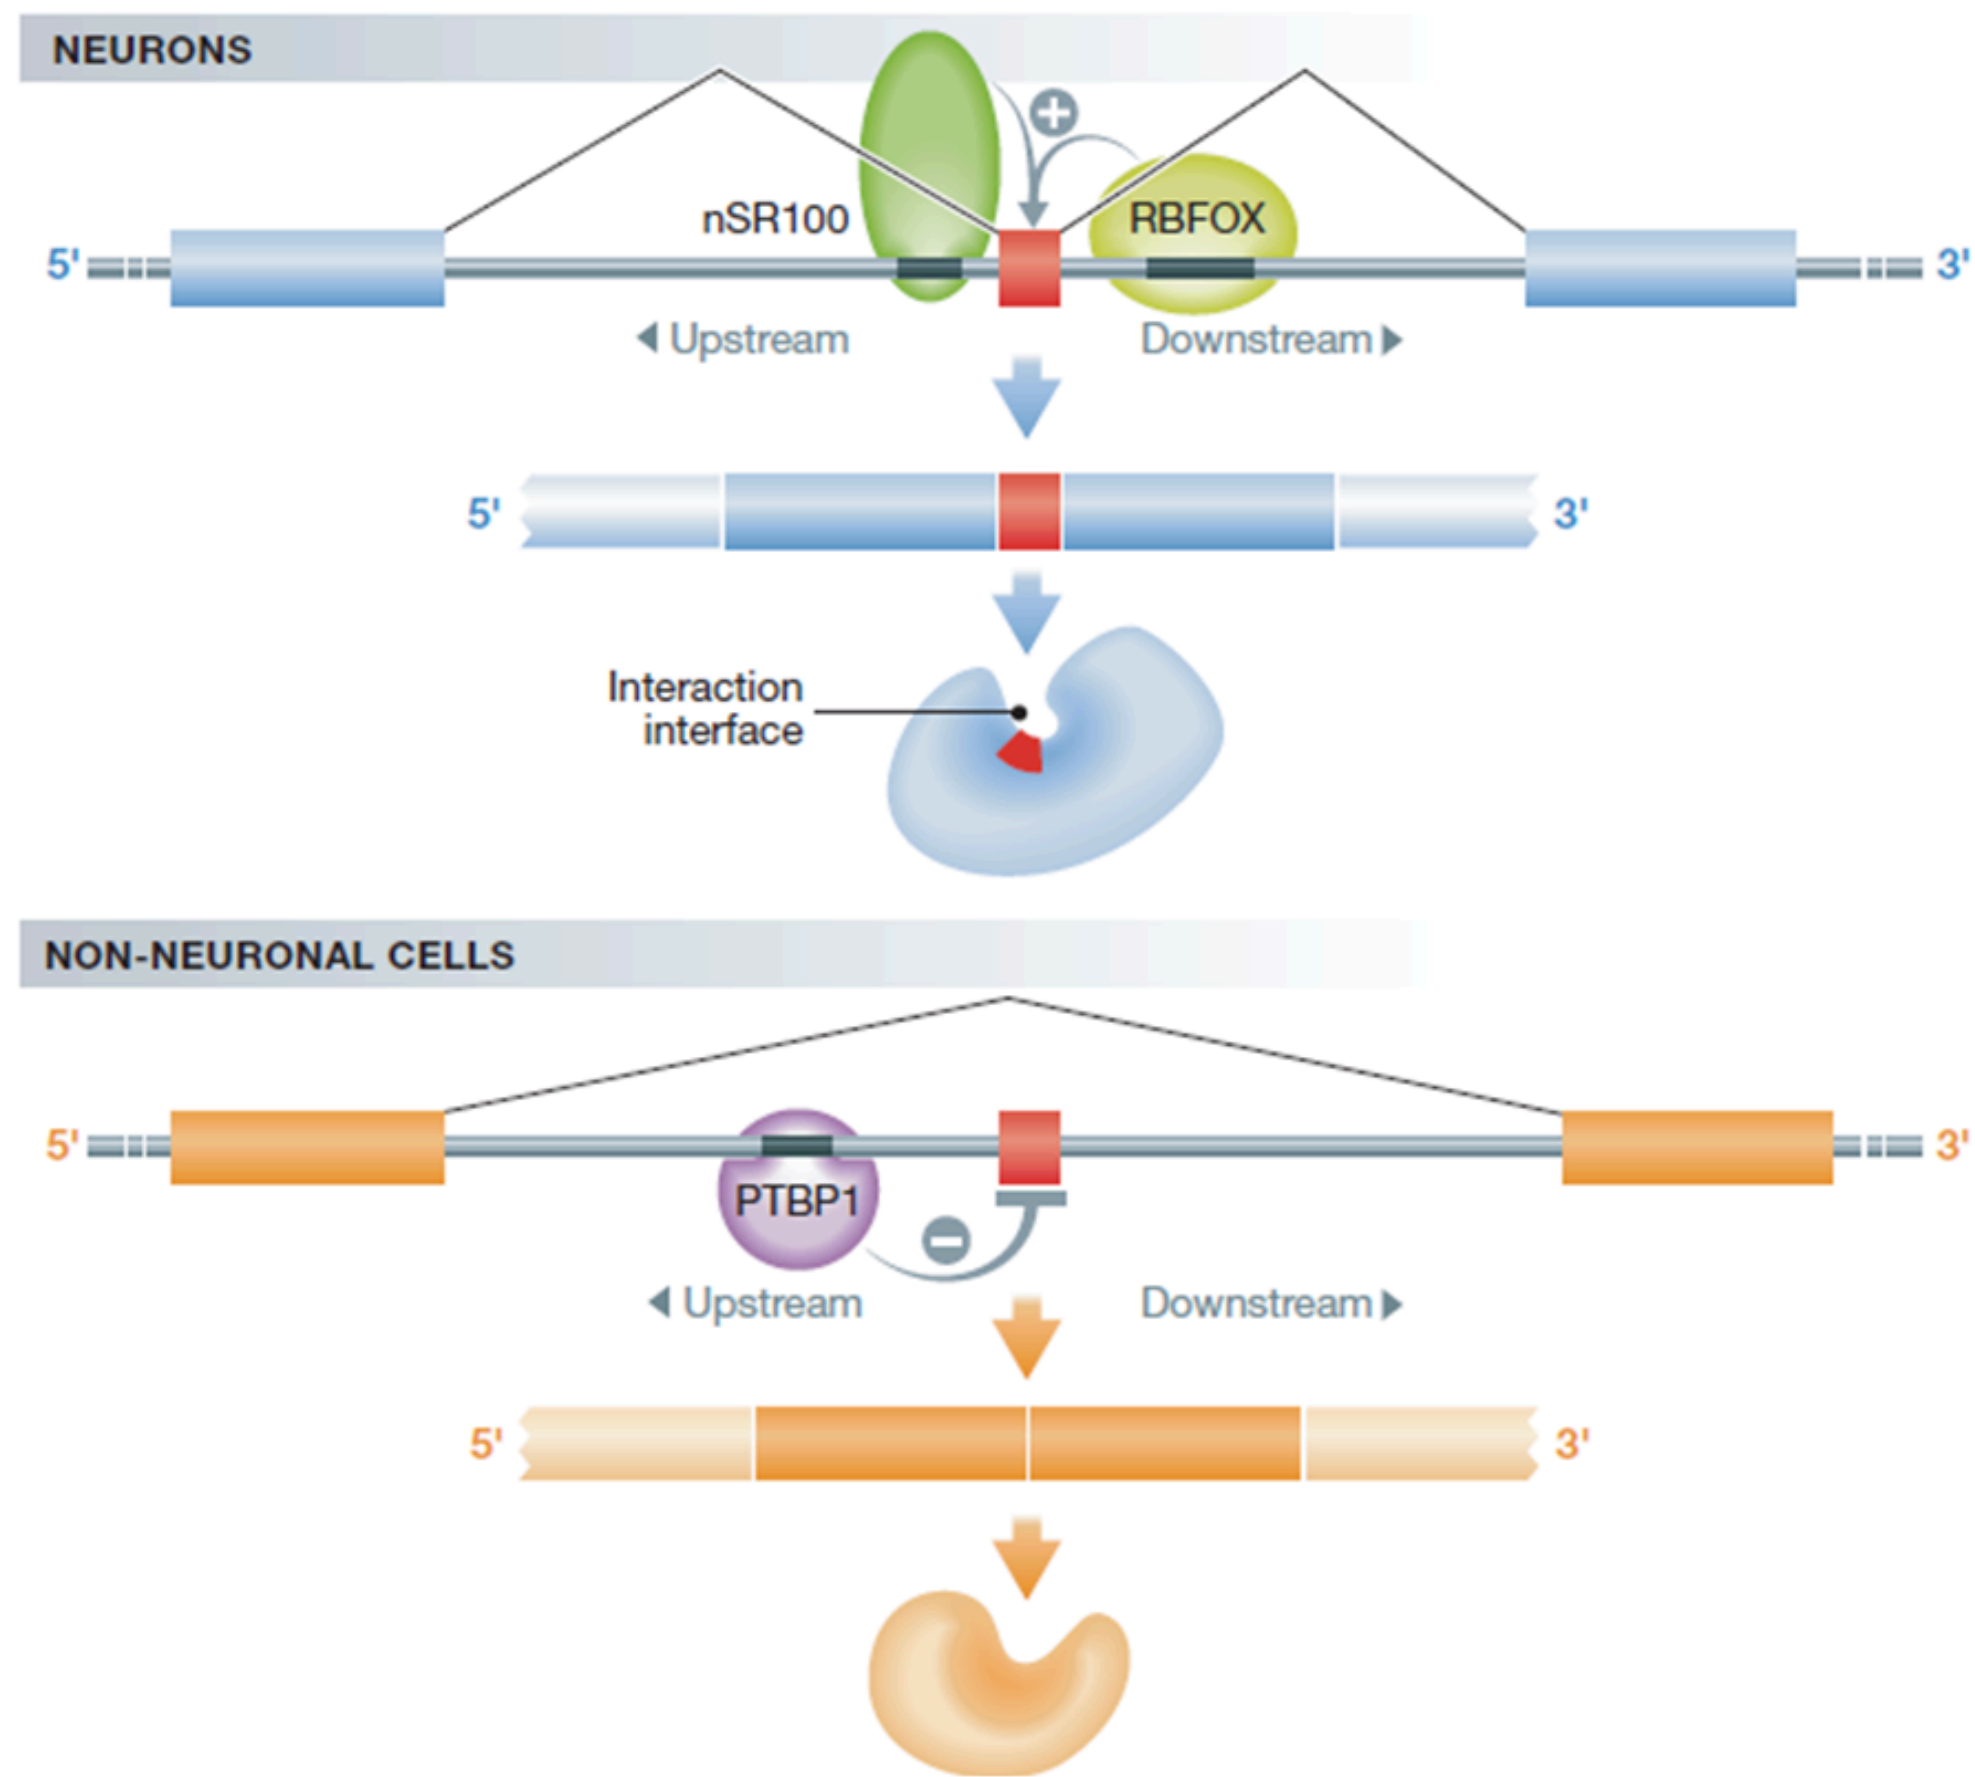 NEURONS
nSR100
RBFOX
5' 3'
Upstream Downstream
5' 3'
Interaction
interface
NON-NEURONAL CELLS
5' 3'
PTBP1
Upstream Downstream
5' 3'